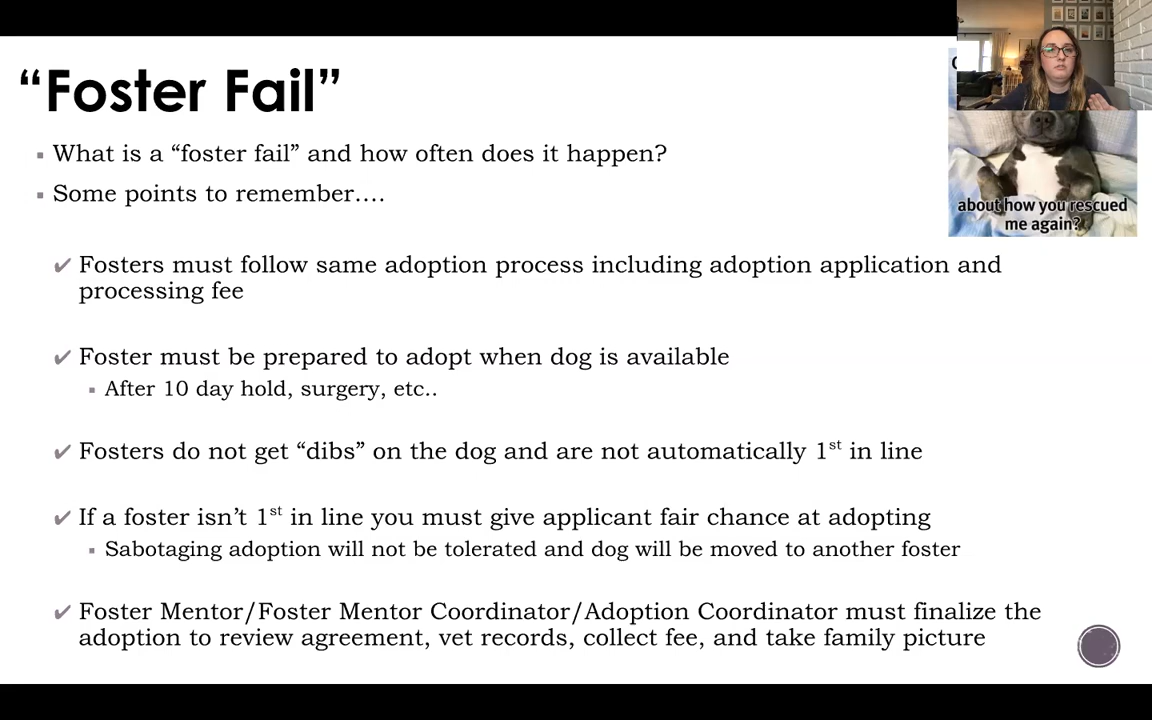 “Foster Fail”
What is a “foster fail” and how often does it happen?
Some points to remember....
Fosters must follow same adoption process including adoption application and
processing fee
Foster must be prepared to adopt when dog is available
After 10 day hold, surgery, etc..
Fosters do not get “dibs” on the dog and are not automatically 1st in line
If a foster isn’t 1st in line you must give applicant fair chance at adopting
Sabotaging adoption will not be tolerated and dog will be moved to another foster
Foster Mentor/Foster Mentor Coordinator/Adoption Coordinator must finalize the
adoption to review agreement, vet records, collect fee, and take family picture
about how you rescued
me again?